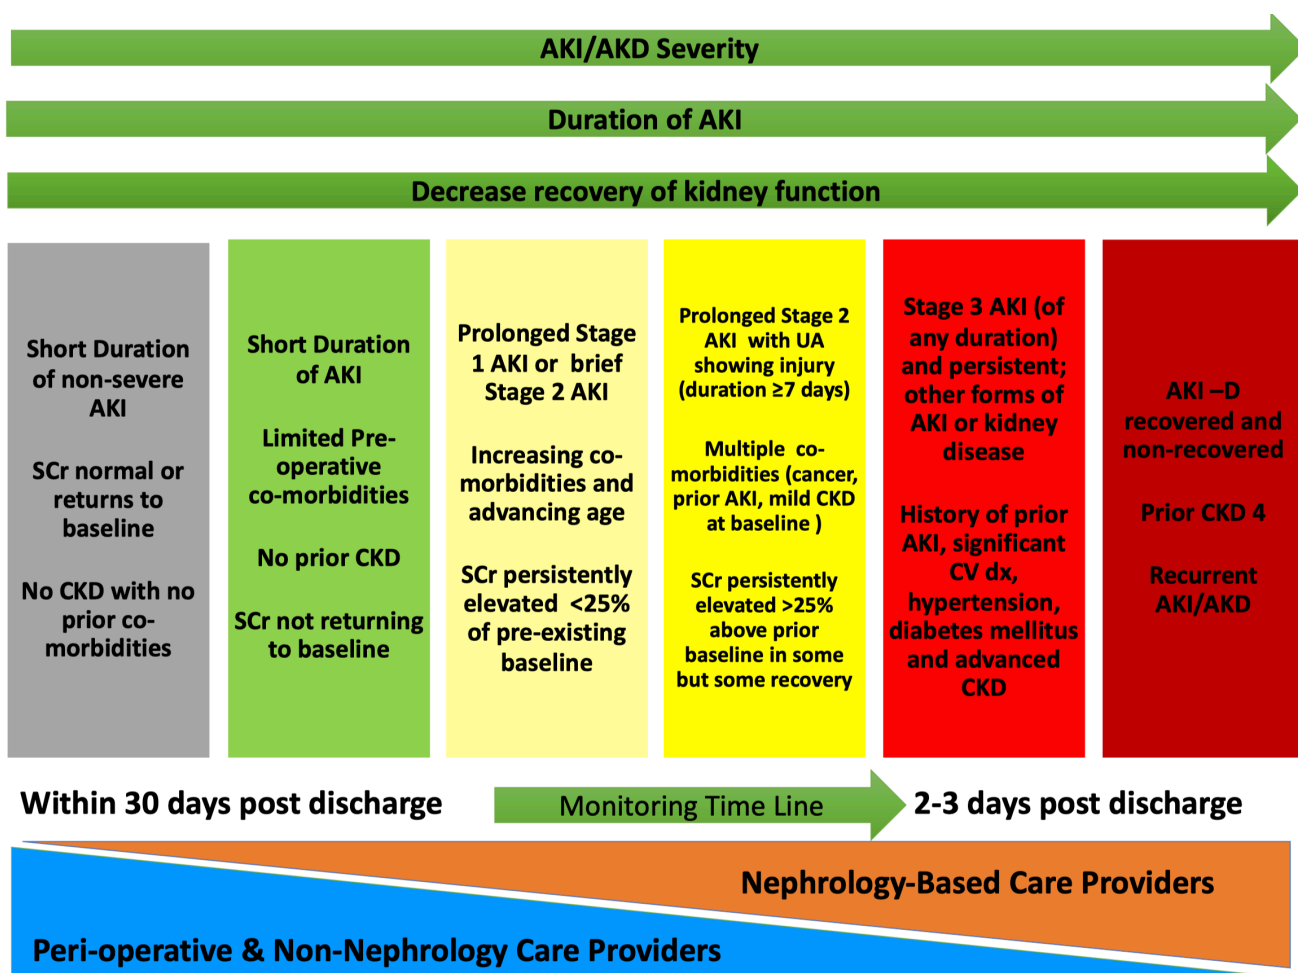 AKI/AKD Severity
Duration of AKI
Decrease recovery of kidney function
Short Duration
of non-severe
AKI
SCr normal or
returns to
baseline
No CKD with no
prior co-
morbidities
Short Duration
of AKI
Limited Pre-
operative
co-morbidities
No prior CKD
SCr not returning
to baseline
Prolonged Stage
1 AKI or brief
Stage 2 AKI
Increasing co-
morbidities and
advancing age
SCr persistently
elevated <25%
of pre-existing
baseline
Prolonged Stage 2
AKI with UA
showing injury
(duration ≥7 days)
Multiple co-
morbidities (cancer,
prior AKI, mild CKD
at baseline )
SCr persistently
elevated >25%
above prior
baseline in some
but some recovery
Stage 3 AKI (of
any duration)
and persistent;
other forms of
AKI or kidney
disease
History of prior
AKI, significant
CV dx,
hypertension,
diabetes mellitus
and advanced
CKD
AKI –D
recovered and
non-recovered
Prior CKD 4
Recurrent
AKI/AKD
Within 30 days post discharge
Monitoring Time Line
2-3 days post discharge
Nephrology-Based Care Providers
Peri-operative & Non-Nephrology Care Providers